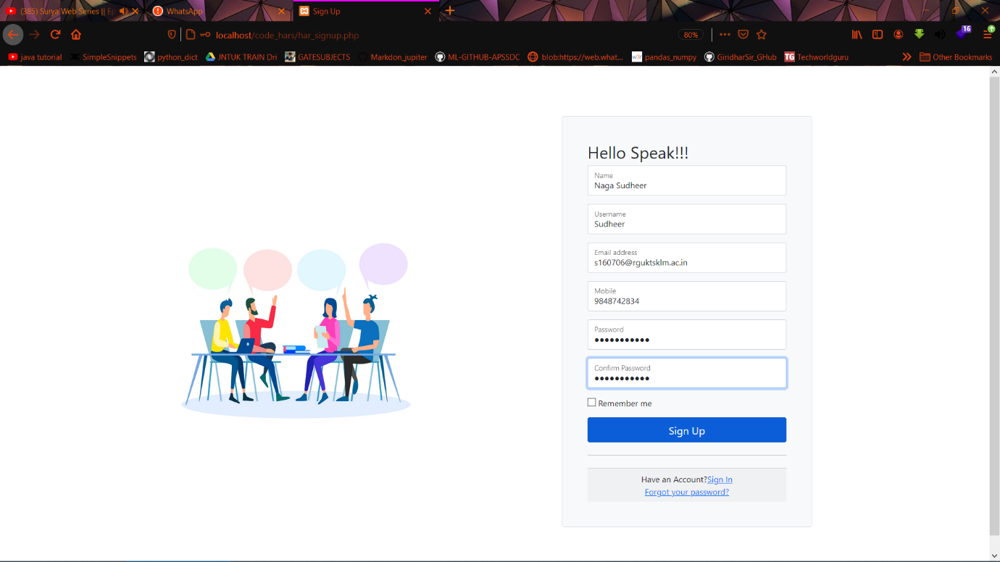 (385) Surya Web Series || Ep
WhatsApp
Sign Up
localhost/code_hars/har_signup.php
80%
16
java tutorial
SimpleSnippets
python_dict
JNTUK TRAIN Dri
GATESUBJECTS
Markdon_jupiter
ML-GITHUB-APSSDC
blob:https://web.what...
w3r
pandas_numpy
GiridharSir_GHub
TG
Techworldguru
Other Bookmarks
Hello Speak!!!
Name
Naga Sudheer
Username
Sudheer
Email address
s160706@rguktsklm.ac.in
Mobile
9848742834
Password
Confirm Password
Remember me
Sign Up
Have an Account?Sign In
Forgot your password?